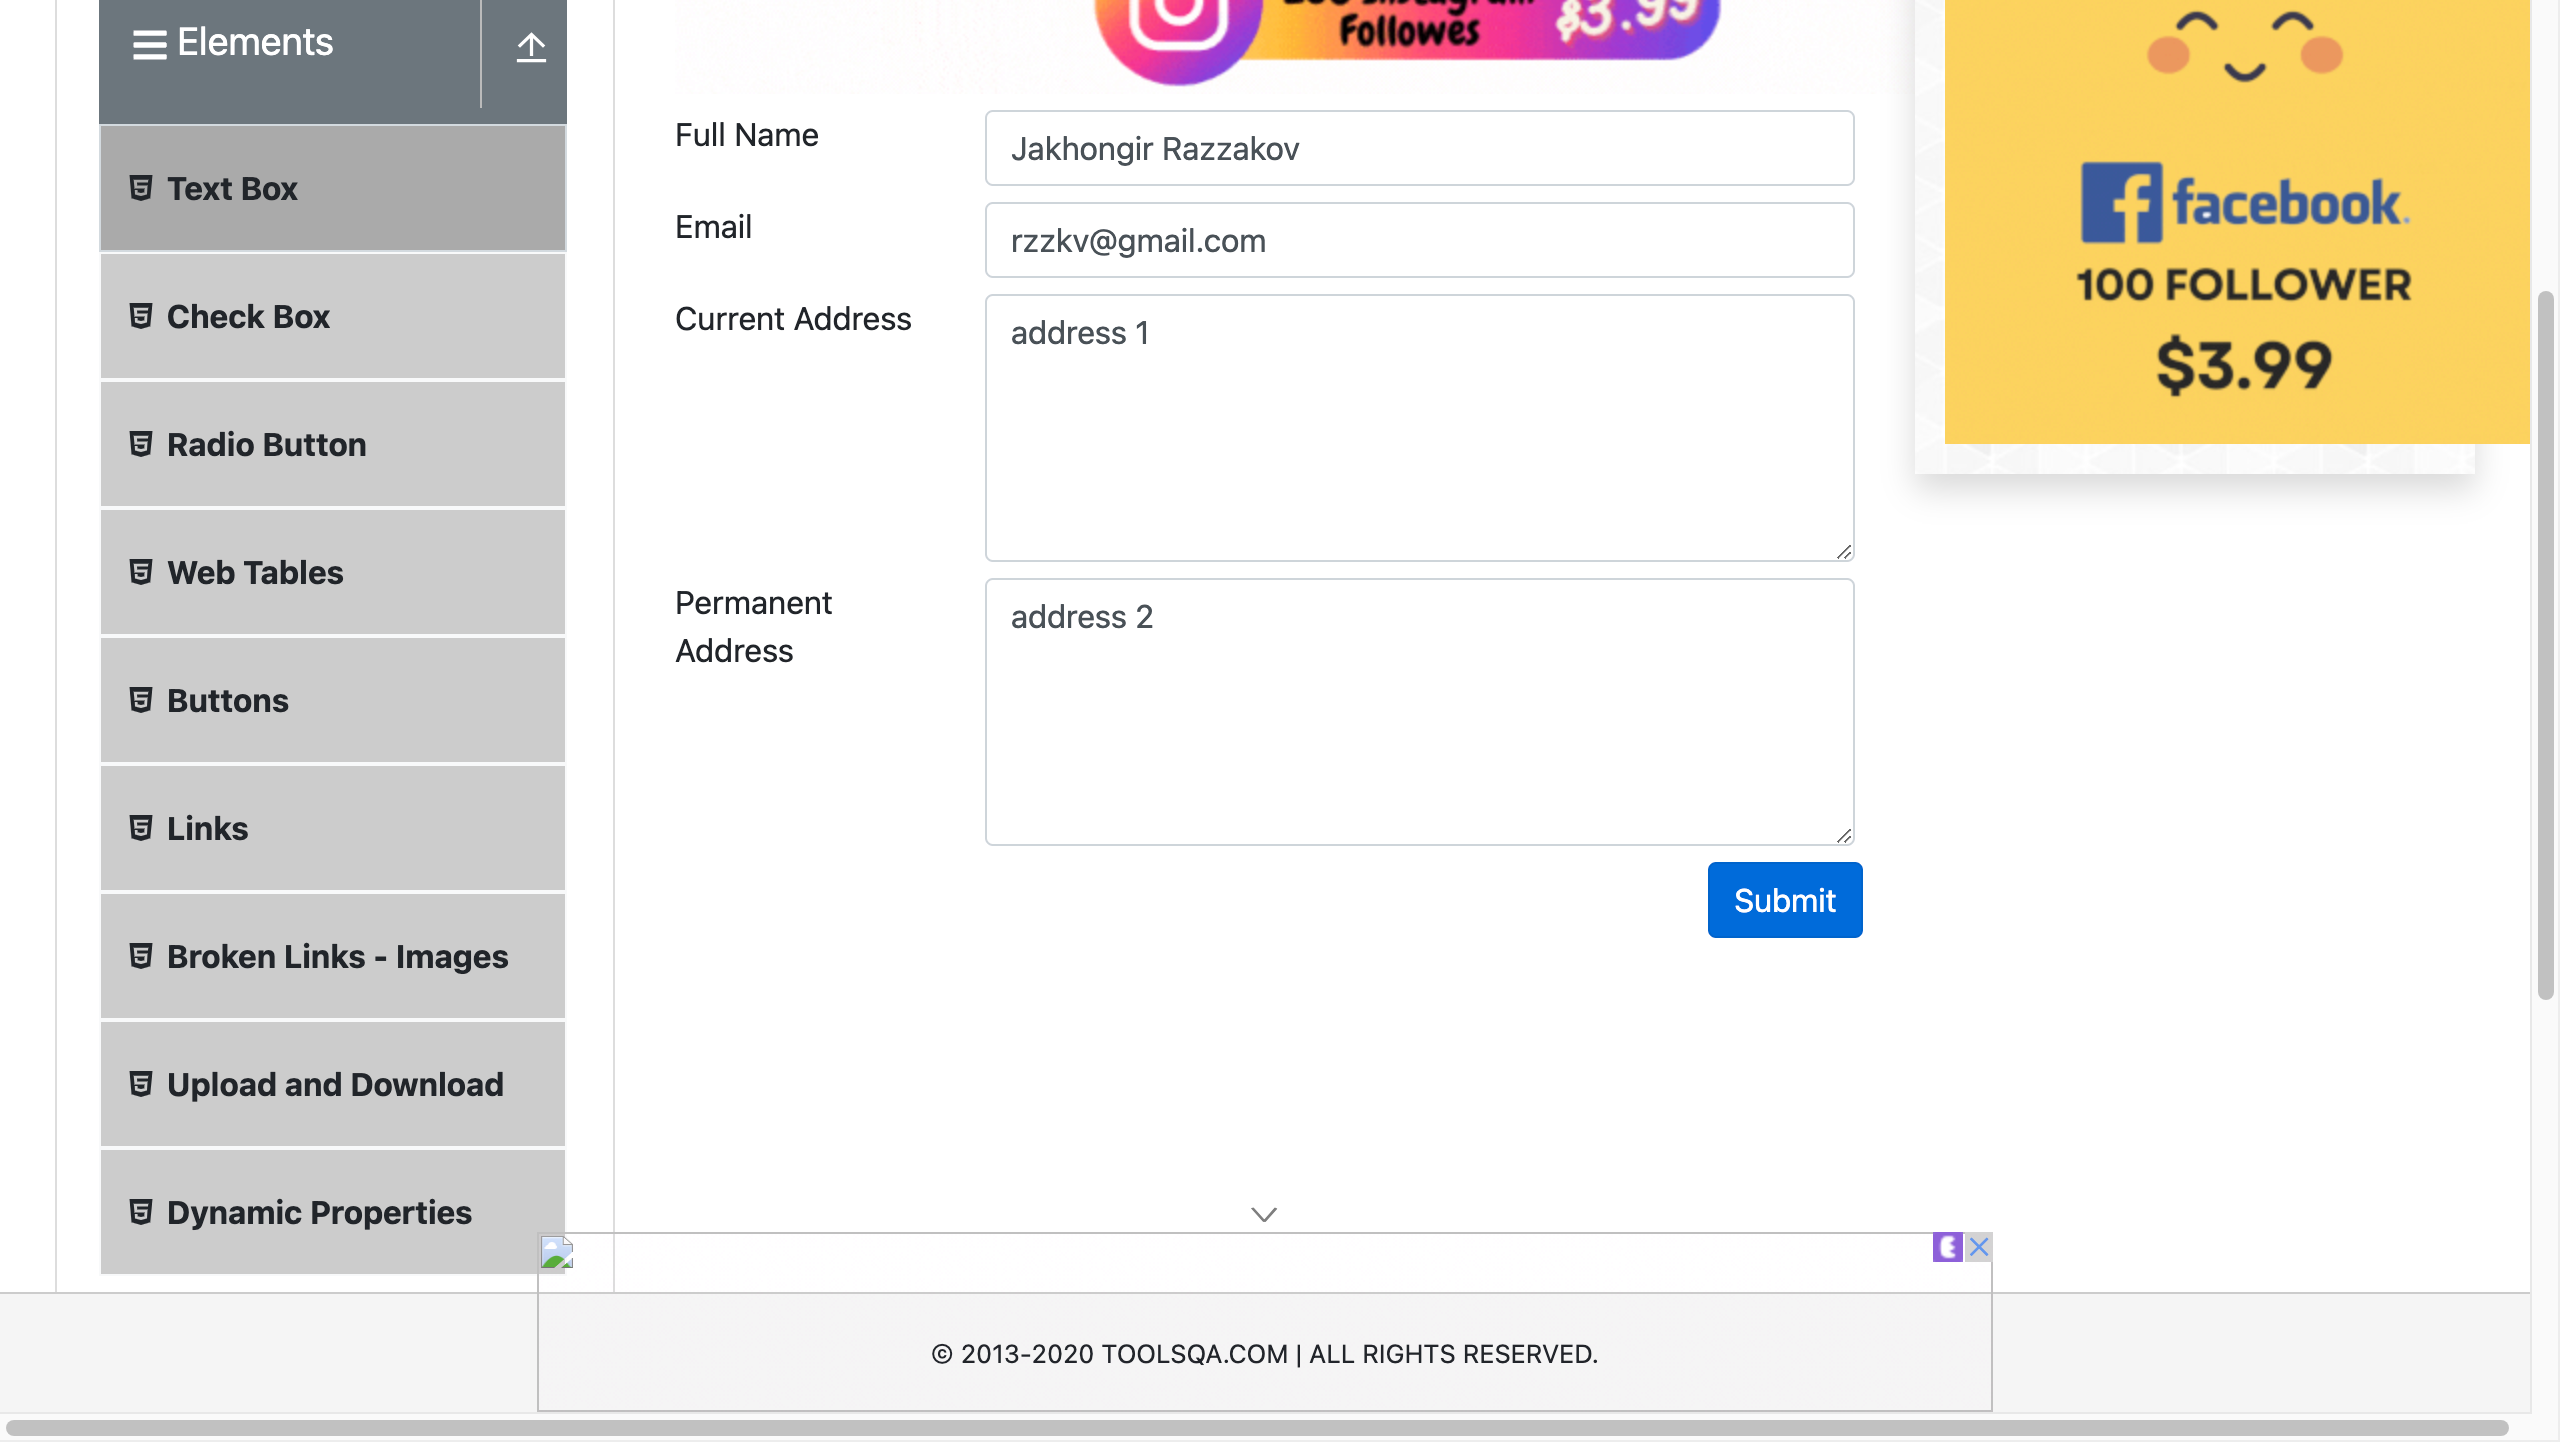 Elements
Text Box
Check Box
Radio Button
Web Tables
Buttons
Links
Broken Links - Images
Upload and Download
Dynamic Properties
Followes
$3.99
Full Name
Jakhongir Razzakov
Email
rzzkv@gmail.com
Current Address
address 1
Permanent
Address
address 2
Submit
facebook.
100 FOLLOWER
$3.99
© 2013-2020 TOOLSQA.COM | ALL RIGHTS RESERVED.